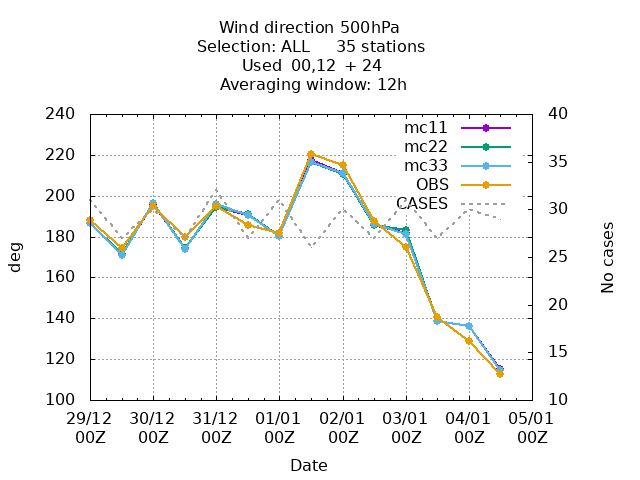 Wind direction 500hPa
Selection: ALL 35 stations
Used 00,12 + 24
Averaging window: 12h
240 40
220 35
200 30
180 25
160 20
140 15
120 10
100
mc11
mc22
mc33
OBS
CASES
deg
No cases
29/12 30/12 31/12 01/01 02/01 03/01 04/01 05/01
00Z 00Z 00Z 00Z 00Z 00Z 00Z 00Z
Date